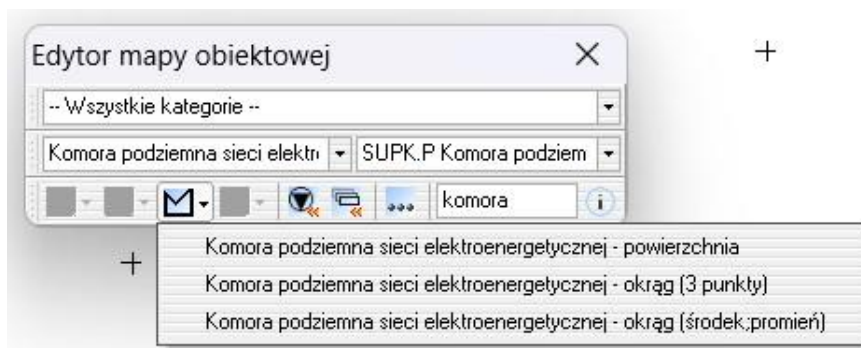 Edytor mapy obiektowej
-- Wszystkie kategorie --
Komora podziemna sieci elektr SUPK.P Komora podziem
komora
Komora podziemna sieci elektroenergetycznej - powierzchnia
Komora podziemna sieci elektroenergetycznej - okrąg (3 punkty)
Komora podziemna sieci elektroenergetycznej - okrąg (środek;promień)